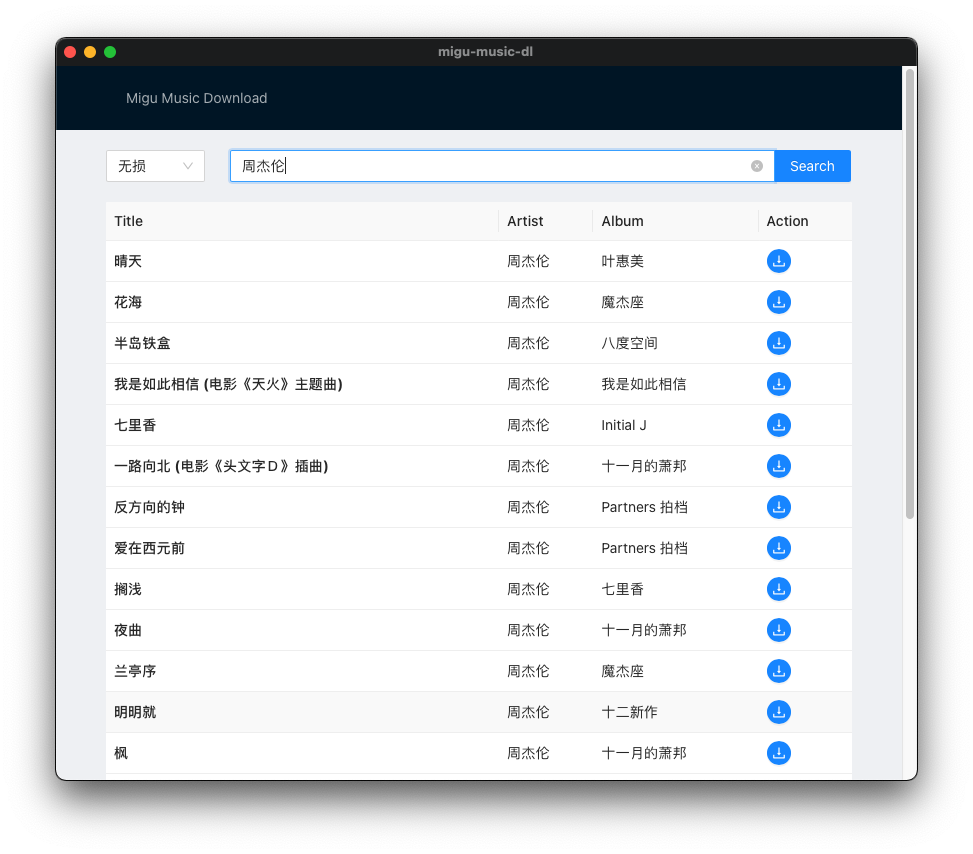 migu-music-dl
Migu Music Download
无损 周杰伦 Search
Title Artist Album Action
晴天 周杰伦 叶惠美
花海 周杰伦 魔杰座
半岛铁盒 周杰伦 八度空间
我是如此相信 (电影《天火》主题曲) 周杰伦 我是如此相信
七里香 周杰伦 Initial J
一路向北 (电影《头文字Ｄ》插曲) 周杰伦 十一月的萧邦
反方向的钟 周杰伦 Partners 拍档
爱在西元前 周杰伦 Partners 拍档
搁浅 周杰伦 七里香
夜曲 周杰伦 十一月的萧邦
兰亭序 周杰伦 魔杰座
明明就 周杰伦 十二新作
枫 周杰伦 十一月的萧邦